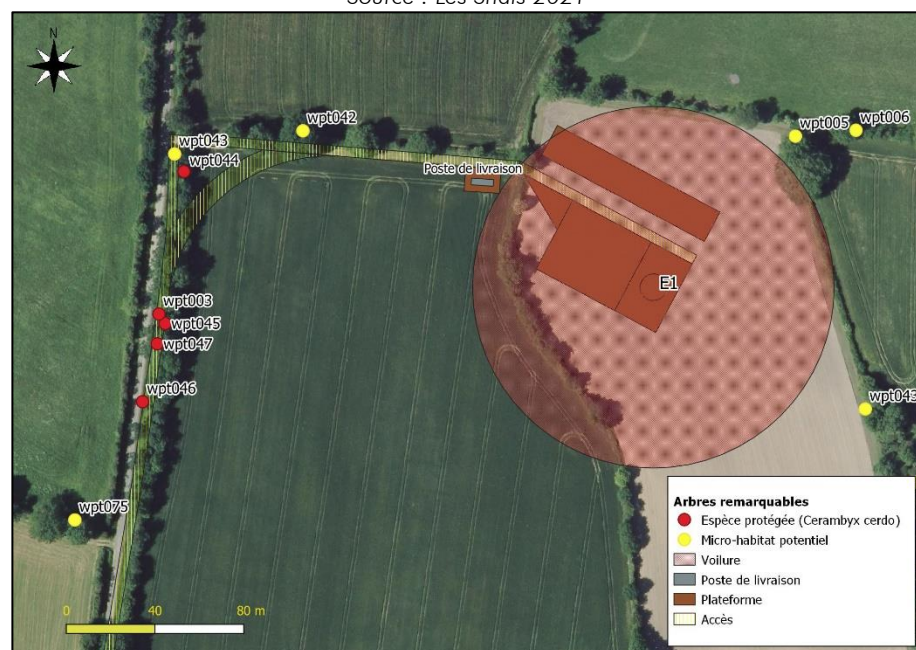 Source : Les Snats 2021
N
wpt042
wpt005
wpt006
wpt043
wpt044
Poste de livraison
E1
wpt003
wpt045
wpt047
wpt046
wpt043
wpt075
Arbres remarquables
Espèce protégée (Cerambyx cerdo)
Micro-habitat potentiel
Voilure
Poste de livraison
Plateforme
Accès
0 40 80 m